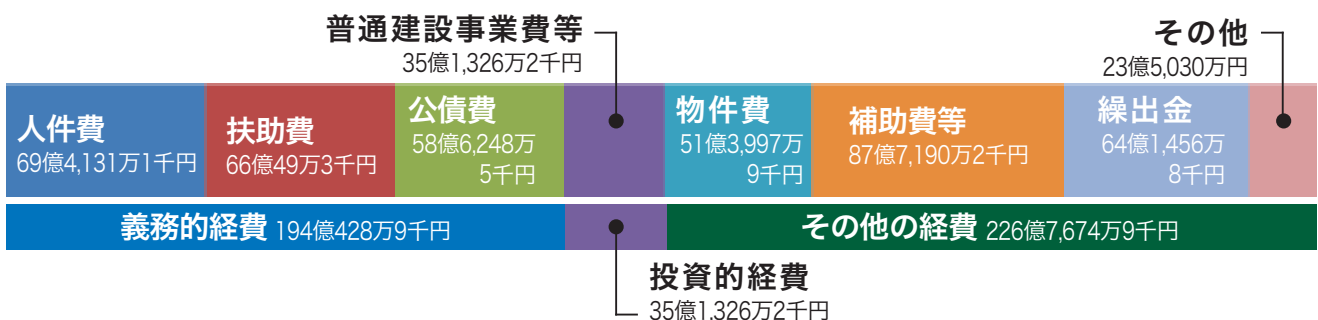 普通建設事業費等
35億1,326万2千円
その他
23億5,030万円
人件費
69億4,131万1千円
扶助費
66億49万3千円
公債費
58億6,248万
5千円
物件費
51億3,997万
9千円
補助費等
87億7,190万2千円
繰出金
64億1,456万
8千円
義務的経費 194億428万9千円
その他の経費 226億7,674万9千円
投資的経費
35億1,326万2千円